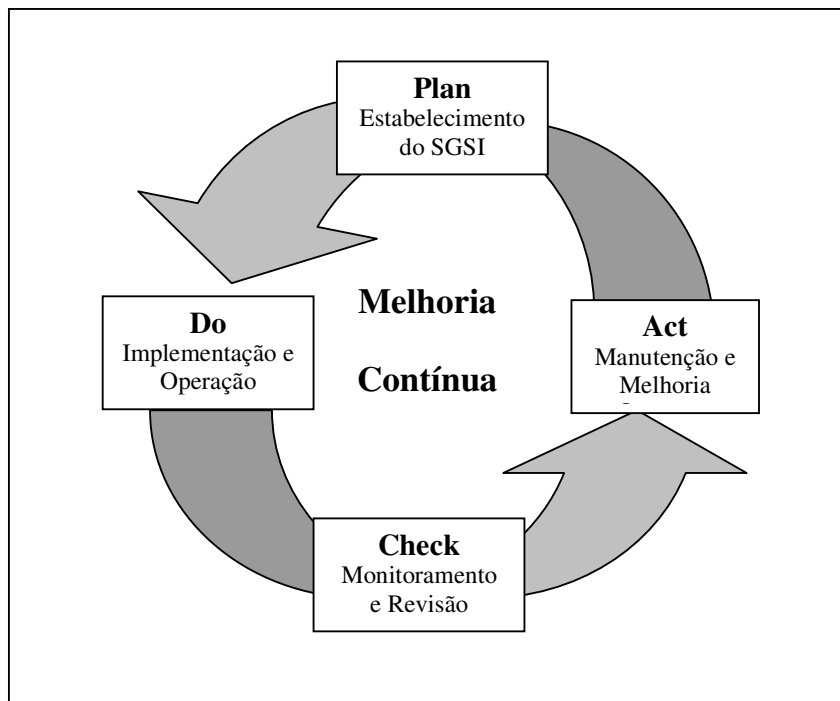 Plan
Estabelecimento
do SGSI
Do
Implementação e
Operação
Melhoria
Contínua
Act
Manutenção e
Melhoria
Check
Monitoramento
e Revisão